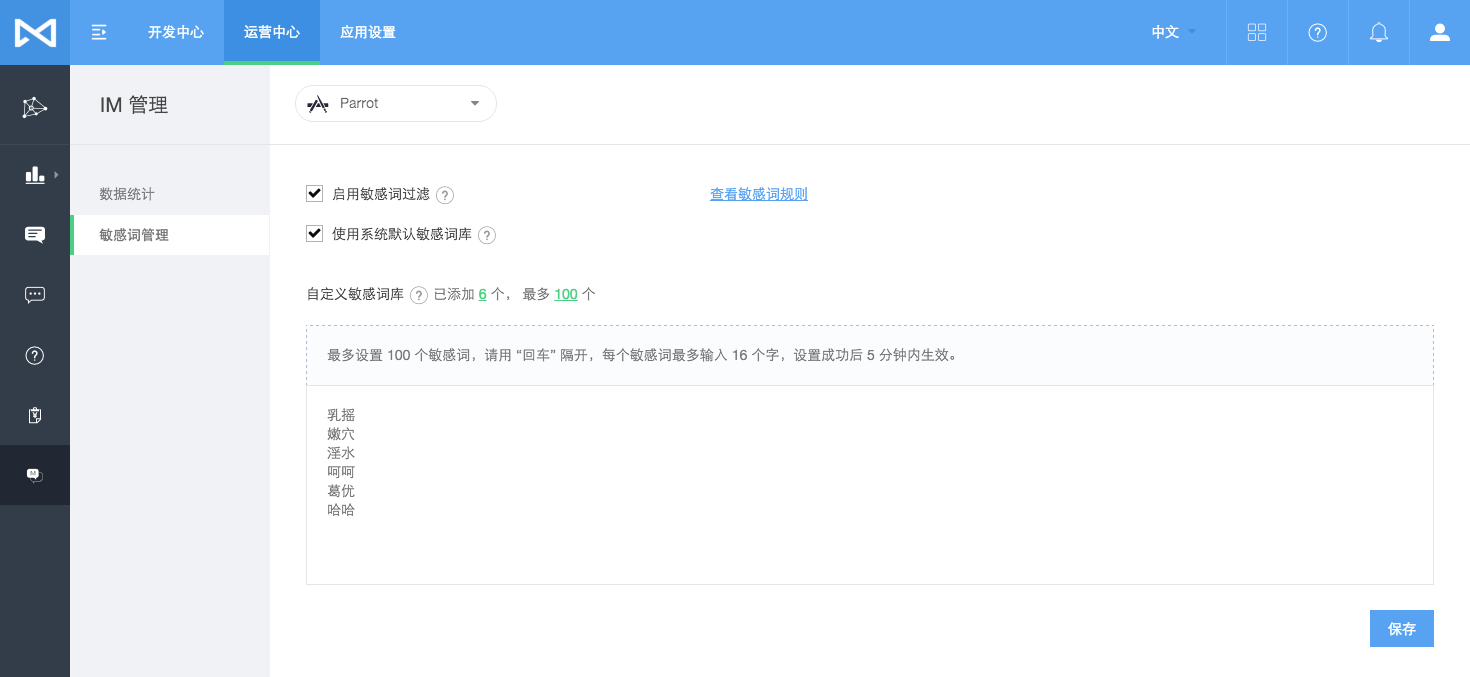 开发中心 运营中心 应用设置 中文
IM 管理
Parrot
数据统计
敏感词管理
启用敏感词过滤 ? 查看敏感词规则
使用系统默认敏感词库 ?
自定义敏感词库 ? 已添加 6 个， 最多 100 个
最多设置 100 个敏感词，请用 “回车” 隔开，每个敏感词最多输入 16 个字，设置成功后 5 分钟内生效。
乳摇
嫩穴
淫水
呵呵
葛优
哈哈
保存